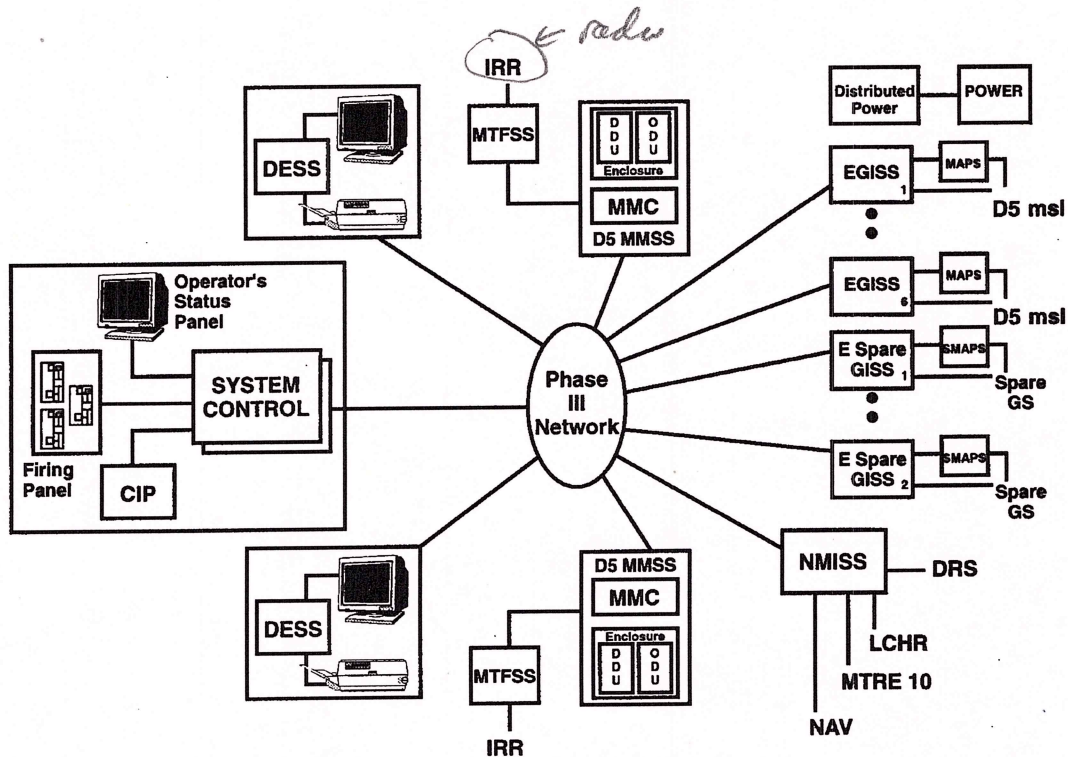 radu
IRR
MTFSS
DESS
D
D
U
O
D
U
Enclosure
MMC
D5 MMSS
Distributed
Power
POWER
EGISS
1
MAPS
D5 msl
EGISS
6
MAPS
D5 msl
E Spare
GISS 1
SMAPS
Spare
GS
E Spare
GISS 2
SMAPS
Spare
GS
Operator's
Status
Panel
SYSTEM
CONTROL
Firing
Panel
CIP
Phase
III
Network
DESS
D5 MMSS
MMC
Enclosure
D
D
U
O
D
U
MTFSS
IRR
NMISS
DRS
LCHR
MTRE 10
NAV